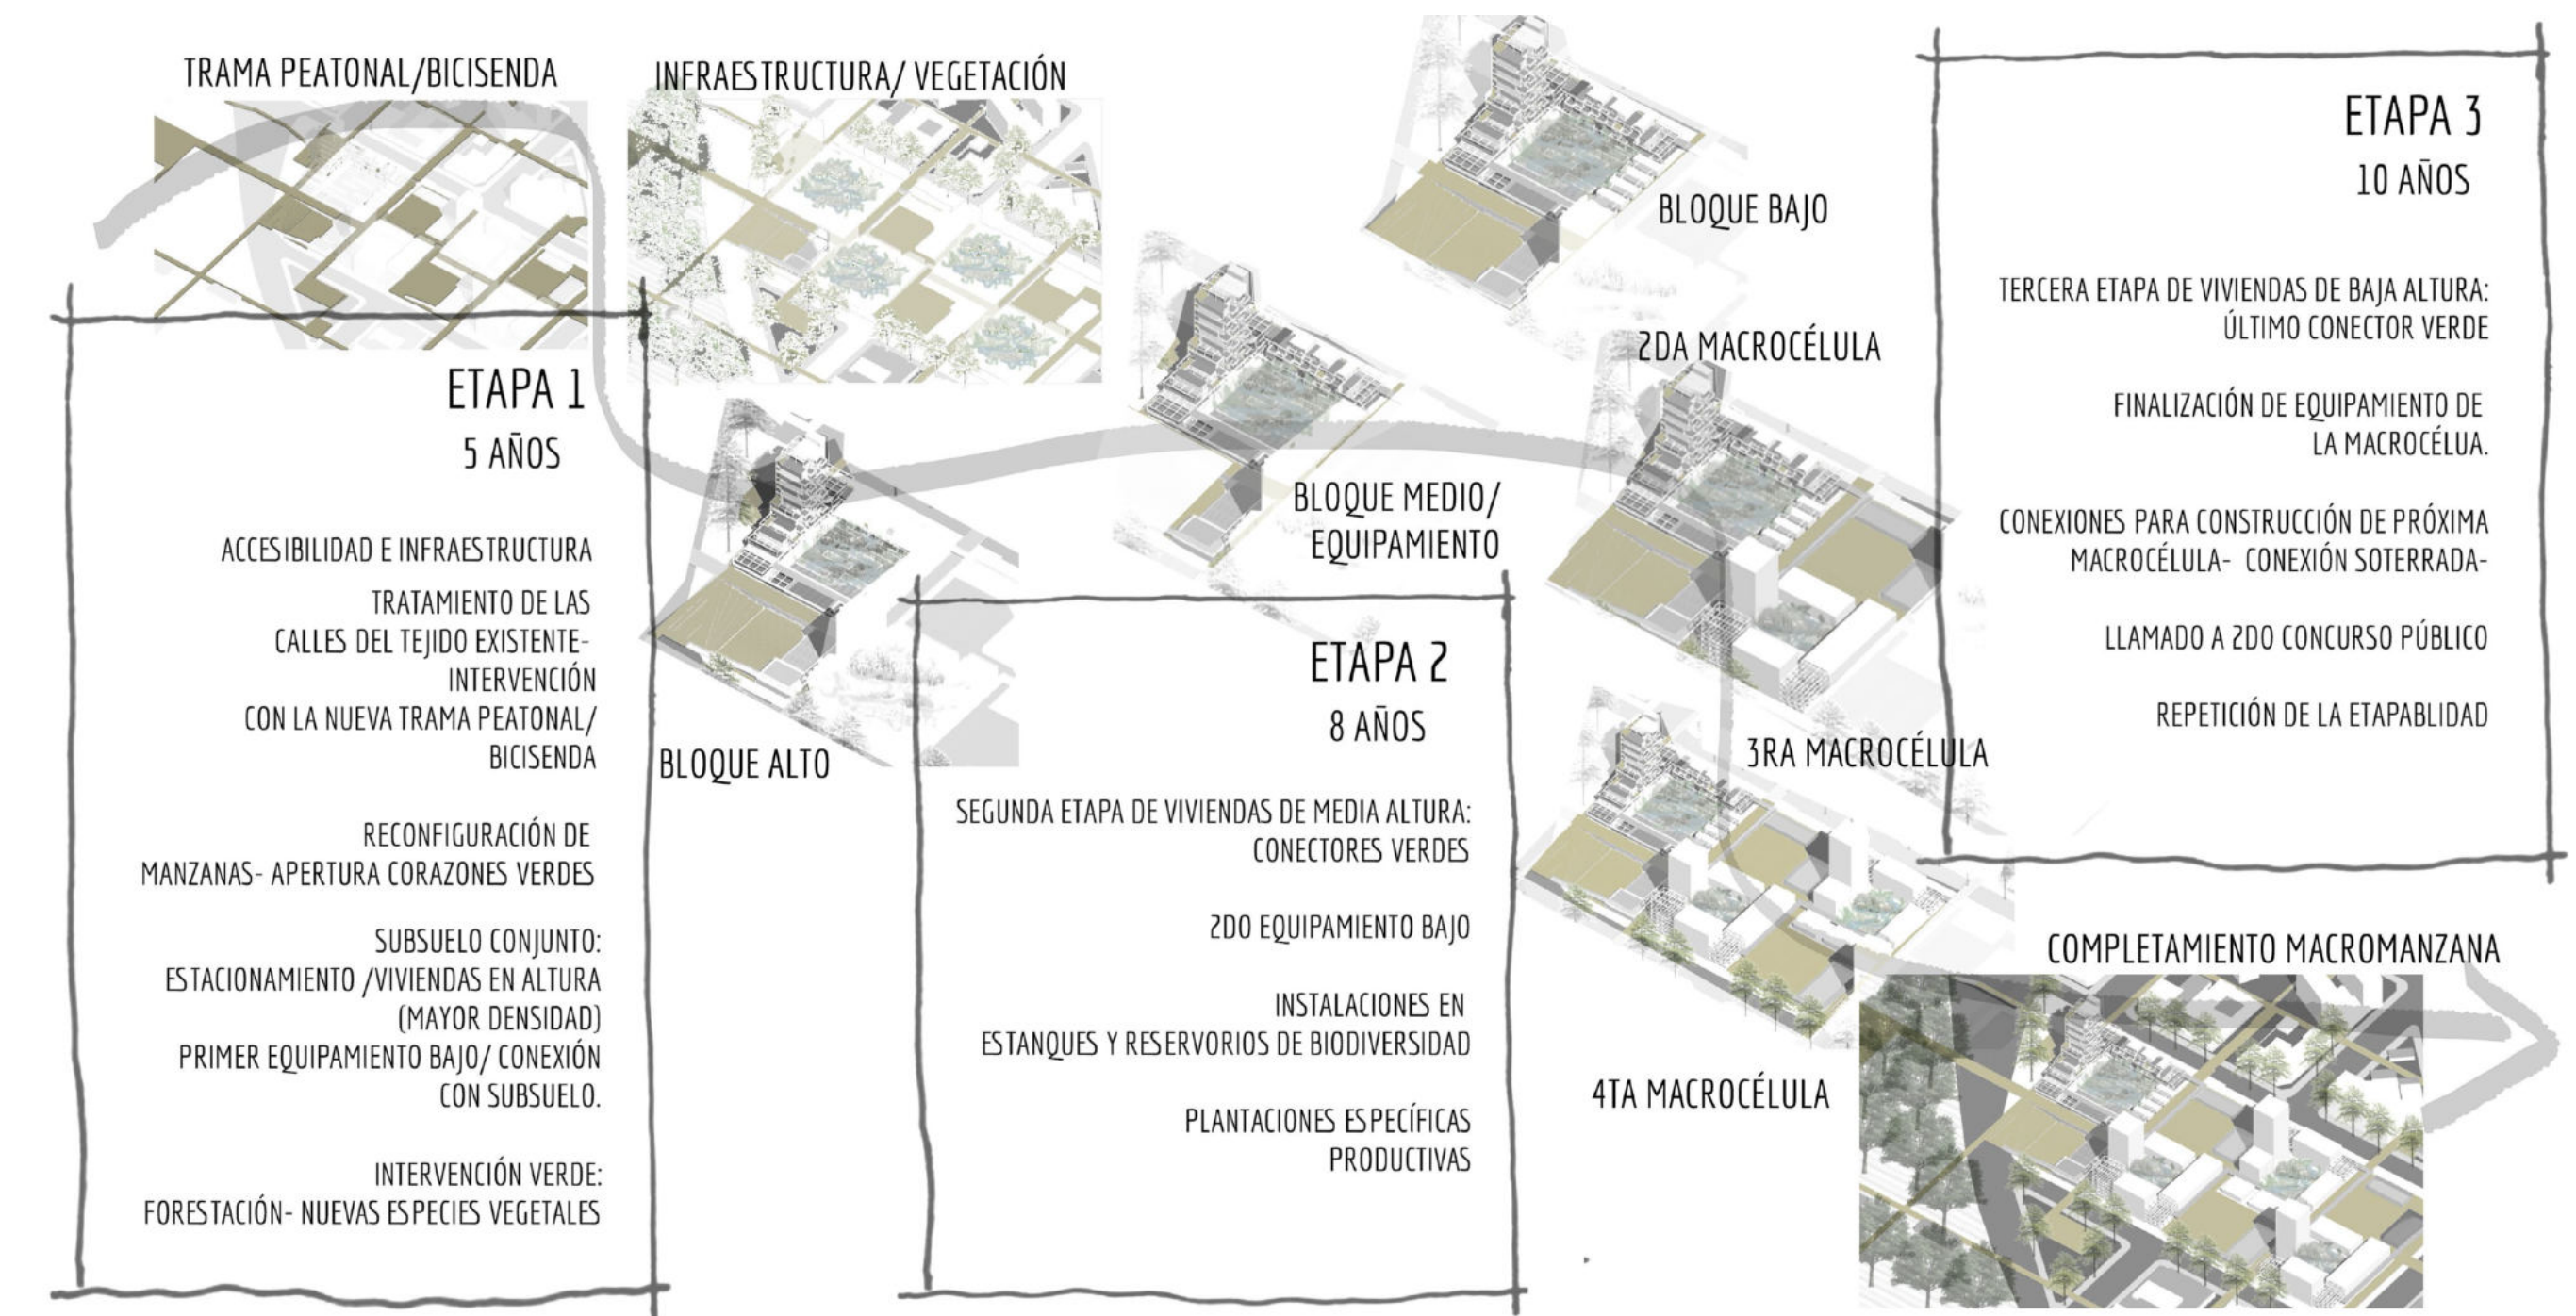 TRAMA PEATONAL/BICISENDA
INFRAESTRUCTURA/ VEGETACIÓN
ETAPA 1
5 AÑOS
ACCESIBILIDAD E INFRAESTRUCTURA
TRATAMIENTO DE LAS
CALLES DEL TEJIDO EXISTENTE-
INTERVENCIÓN
CON LA NUEVA TRAMA PEATONAL/
BICISENDA
RECONFIGURACIÓN DE
MANZANAS- APERTURA CORAZONES VERDES
SUBSUELO CONJUNTO:
ESTACIONAMIENTO /VIVIENDAS EN ALTURA
(MAYOR DENSIDAD)
PRIMER EQUIPAMIENTO BAJO/ CONEXIÓN
CON SUBSUELO.
INTERVENCIÓN VERDE:
FORESTACIÓN- NUEVAS ESPECIES VEGETALES
BLOQUE ALTO
BLOQUE MEDIO/
EQUIPAMIENTO
BLOQUE BAJO
ETAPA 2
8 AÑOS
SEGUNDA ETAPA DE VIVIENDAS DE MEDIA ALTURA:
CONECTORES VERDES
2DO EQUIPAMIENTO BAJO
INSTALACIONES EN
ESTANQUES Y RESERVORIOS DE BIODIVERSIDAD
PLANTACIONES ESPECÍFICAS
PRODUCTIVAS
2DA MACROCÉLULA
3RA MACROCÉLULA
4TA MACROCÉLULA
ETAPA 3
10 AÑOS
TERCERA ETAPA DE VIVIENDAS DE BAJA ALTURA:
ÚLTIMO CONECTOR VERDE
FINALIZACIÓN DE EQUIPAMIENTO DE
LA MACROCÉLUA.
CONEXIONES PARA CONSTRUCCIÓN DE PRÓXIMA
MACROCÉLULA- CONEXIÓN SOTERRADA-
LLAMADO A 2DO CONCURSO PÚBLICO
REPETICIÓN DE LA ETAPABLIDAD
COMPLETAMIENTO MACROMANZANA